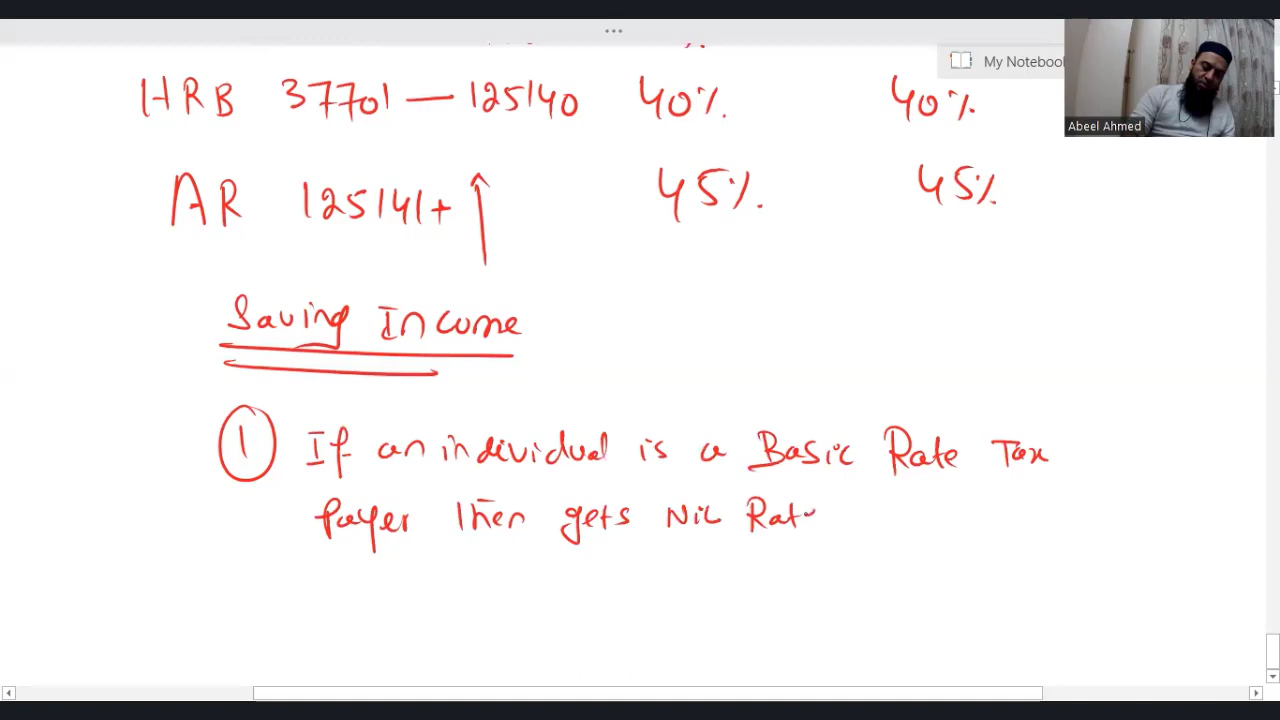 My Notebook
HRB 37701 — 125140 40% 40%
Abeel Ahmed
AR 125141+ ↑ 45% 45%
Saving Income
1 If an individual is a Basic Rate Tax
Payer then gets Nil Rat